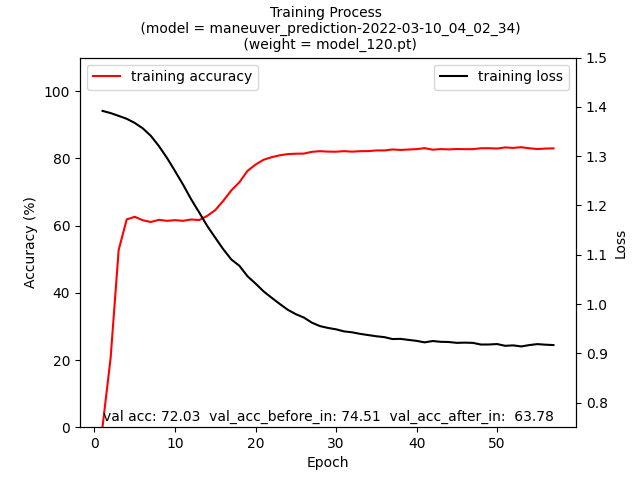 Training Process
(model = maneuver_prediction-2022-03-10_04_02_34)
(weight = model_120.pt)
training accuracy
training loss
100
80
60
40
20
0
Accuracy (%)
1.5
1.4
1.3
1.2
1.1
1.0
0.9
0.8
Loss
val acc: 72.03  val_acc_before_in: 74.51  val_acc_after_in:  63.78
0 10 20 30 40 50
Epoch